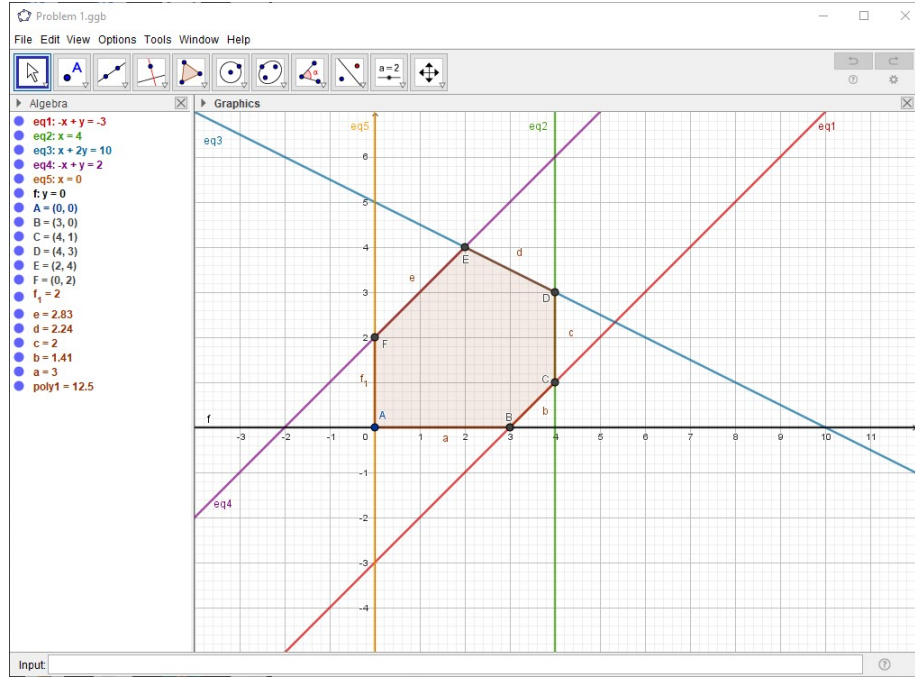 Problem 1.ggb
File Edit View Options Tools Window Help
A
α
a=2
Algebra
Graphics
eq1: -x + y = -3
eq2: x = 4
eq3: x + 2y = 10
eq4: -x + y = 2
eq5: x = 0
f: y = 0
A = (0, 0)
B = (3, 0)
C = (4, 1)
D = (4, 3)
E = (2, 4)
F = (0, 2)
f₁ = 2
e = 2.83
d = 2.24
c = 2
b = 1.41
a = 3
poly1 = 12.5
eq5
eq2
eq1
eq3
6
5
4
E
d
e
3
D
c
2
F
f₁
1
C
f
A
B
b
-3 -2 -1 0 1 2 3 4 5 6 7 8 9 10 11
a
-1
eq4
-2
-3
-4
Input: